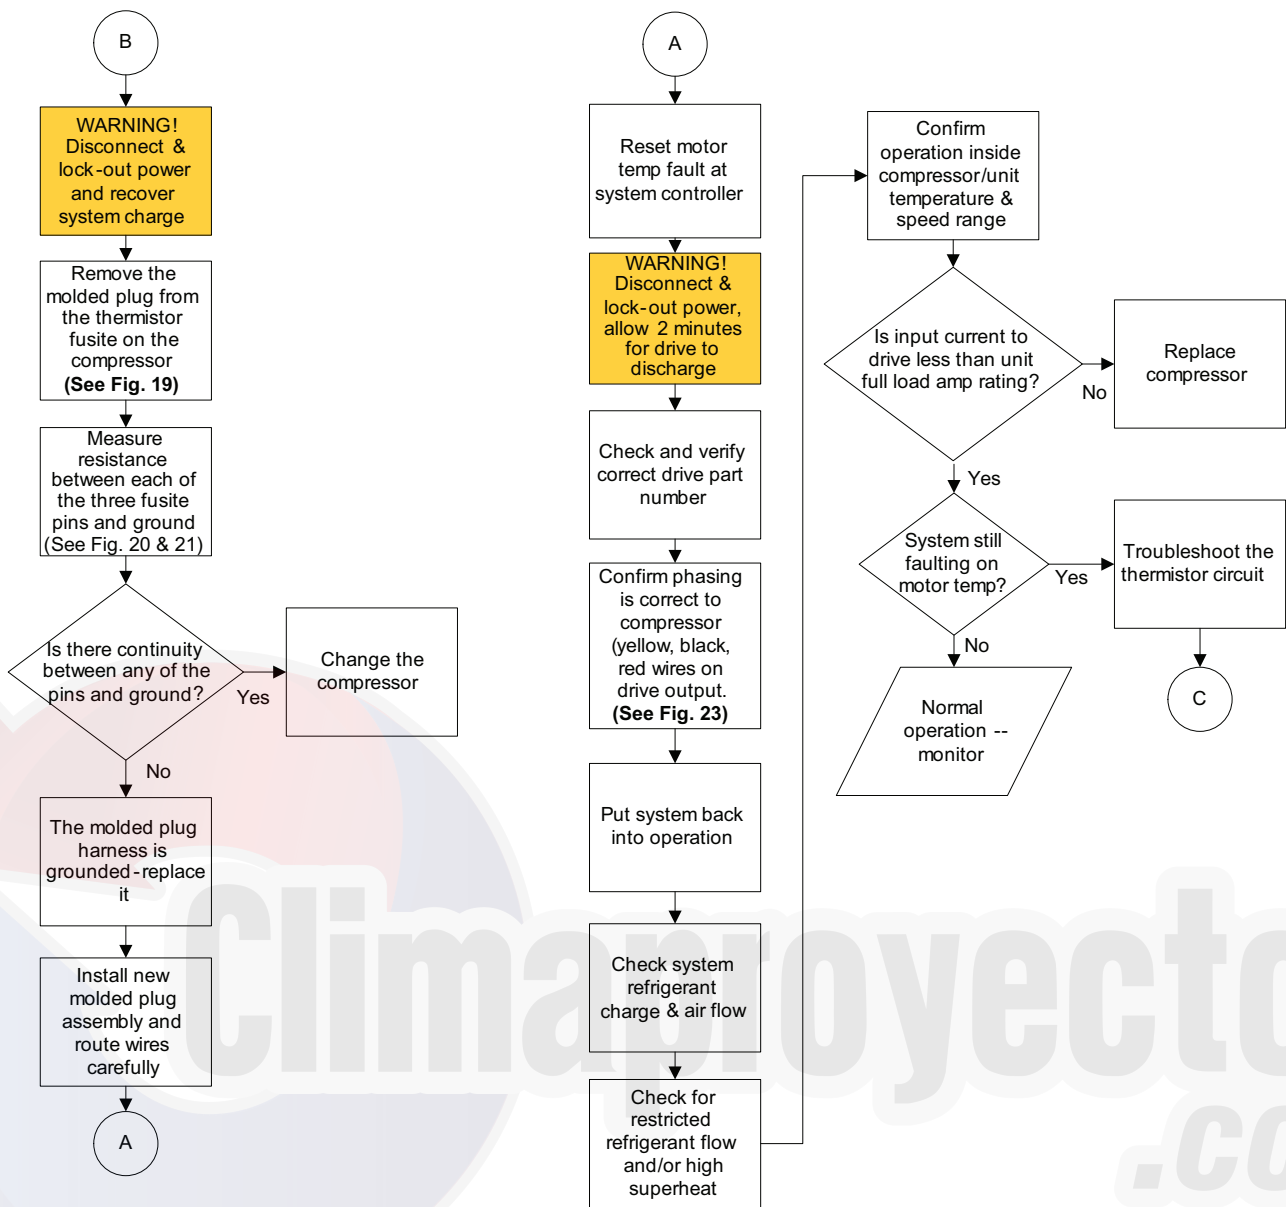 B
WARNING!
Disconnect &
lock-out power
and recover
system charge
Remove the
molded plug from
the thermistor
fusite on the
compressor
(See Fig. 19)
Measure
resistance
between each of
the three fusite
pins and ground
(See Fig. 20 & 21)
Is there continuity
between any of the
pins and ground?
Yes
Change the
compressor
No
The molded plug
harness is
grounded-replace
it
Install new
molded plug
assembly and
route wires
carefully
A
A
Reset motor
temp fault at
system controller
WARNING!
Disconnect &
lock-out power,
allow 2 minutes
for drive to
discharge
Check and verify
correct drive part
number
Confirm phasing
is correct to
compressor
(yellow, black,
red wires on
drive output.
(See Fig. 23)
Put system back
into operation
Check system
refrigerant
charge & air flow
Check for
restricted
refrigerant flow
and/or high
superheat
Confirm
operation inside
compressor/unit
temperature &
speed range
Is input current to
drive less than unit
full load amp rating?
No
Replace
compressor
Yes
System still
faulting on
motor temp?
Yes
Troubleshoot the
thermistor circuit
C
No
Normal
operation --
monitor
Climaproyecto
.co